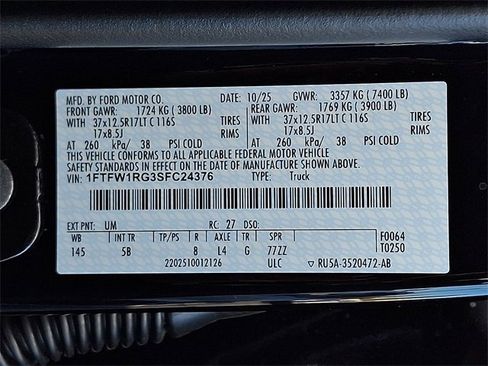 MFD. BY FORD MOTOR CO. DATE: 10/25 GVWR: 3357 KG ( 7400 LB)
FRONT GAWR: 1724 KG ( 3800 LB) REAR GAWR: 1769 KG ( 3900 LB)
WITH 37x12.5R17LT C 116S TIRES WITH 37x12.5R17LT C 116S TIRES
17x8.5J RIMS 17x8.5J RIMS
AT 260 kPa/ 38 PSI COLD AT 260 kPa/ 38 PSI COLD
THIS VEHICLE CONFORMS TO ALL APPLICABLE FEDERAL MOTOR VEHICLE
SAFETY STANDARDS IN EFFECT ON THE DATE OF MANUFACTURE SHOWN ABOVE.
VIN: 1FTFW1RG3SFC24376 TYPE: Truck
EXT PNT: UM RC: 27 DSO: F0064
WB INT TR TP/PS R AXLE TR SPR T0250
145 5B 8 L4 G 77ZZ
2202510012126 ULC RU5A-3520472-AB